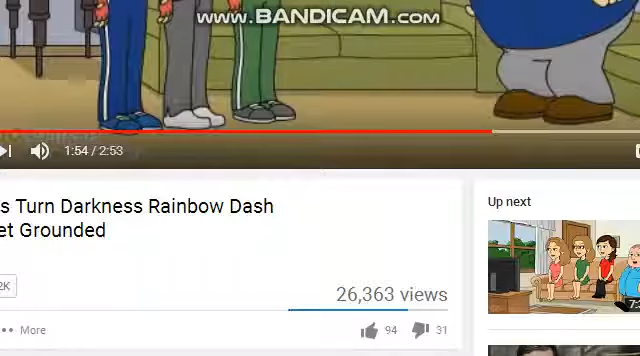 www.BANDICAM.com
1:54 / 2:53
s Turn Darkness Rainbow Dash
et Grounded
Up next
2K
26,363 views
More
94
31
7: